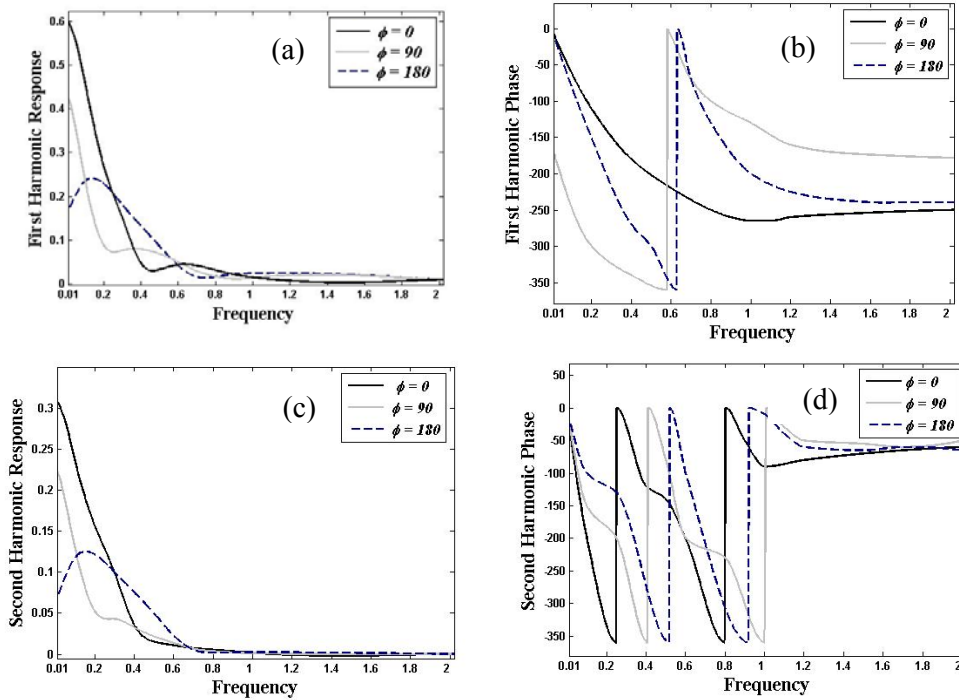 (a)
First Harmonic Response
0.6
0.5
0.4
0.3
0.2
0.1
0
0.01 0.2 0.4 0.6 0.8 1 1.2 1.4 1.6 1.8 2
Frequency
ϕ = 0
ϕ = 90
ϕ = 180
(b)
First Harmonic Phase
0
-50
-100
-150
-200
-250
-300
-350
0.01 0.2 0.4 0.6 0.8 1 1.2 1.4 1.6 1.8 2
Frequency
ϕ = 0
ϕ = 90
ϕ = 180
(c)
Second Harmonic Response
0.3
0.25
0.2
0.15
0.1
0.05
0
0.01 0.2 0.4 0.6 0.8 1 1.2 1.4 1.6 1.8 2
Frequency
ϕ = 0
ϕ = 90
ϕ = 180
(d)
Second Harmonic Phase
50
0
-50
-100
-150
-200
-250
-300
-350
0.01 0.2 0.4 0.6 0.8 1 1.2 1.4 1.6 1.8 2
Frequency
ϕ = 0
ϕ = 90
ϕ = 180